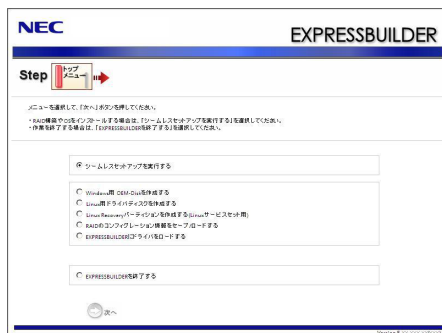 NEC
EXPRESSBUILDER
Step
トップ
メニュー
メニューを選択して、「次へ」ボタンを押してください。
・RAID構築やOSをインストールする場合は、「シームレスセットアップを実行する」を選択してください。
・作業を終了する場合は、「EXPRESSBUILDERを終了する」を選択してください。
シームレスセットアップを実行する
Windows用 OEM-Diskを作成する
Linux用 ドライバディスクを作成する
Linux Recoveryパーティションを作成する(Linuxサービスセット用)
RAIDのコンフィグレーション情報をセーブ/ロードする
EXPRESSBUILDERにドライバをロードする
EXPRESSBUILDERを終了する
次へ